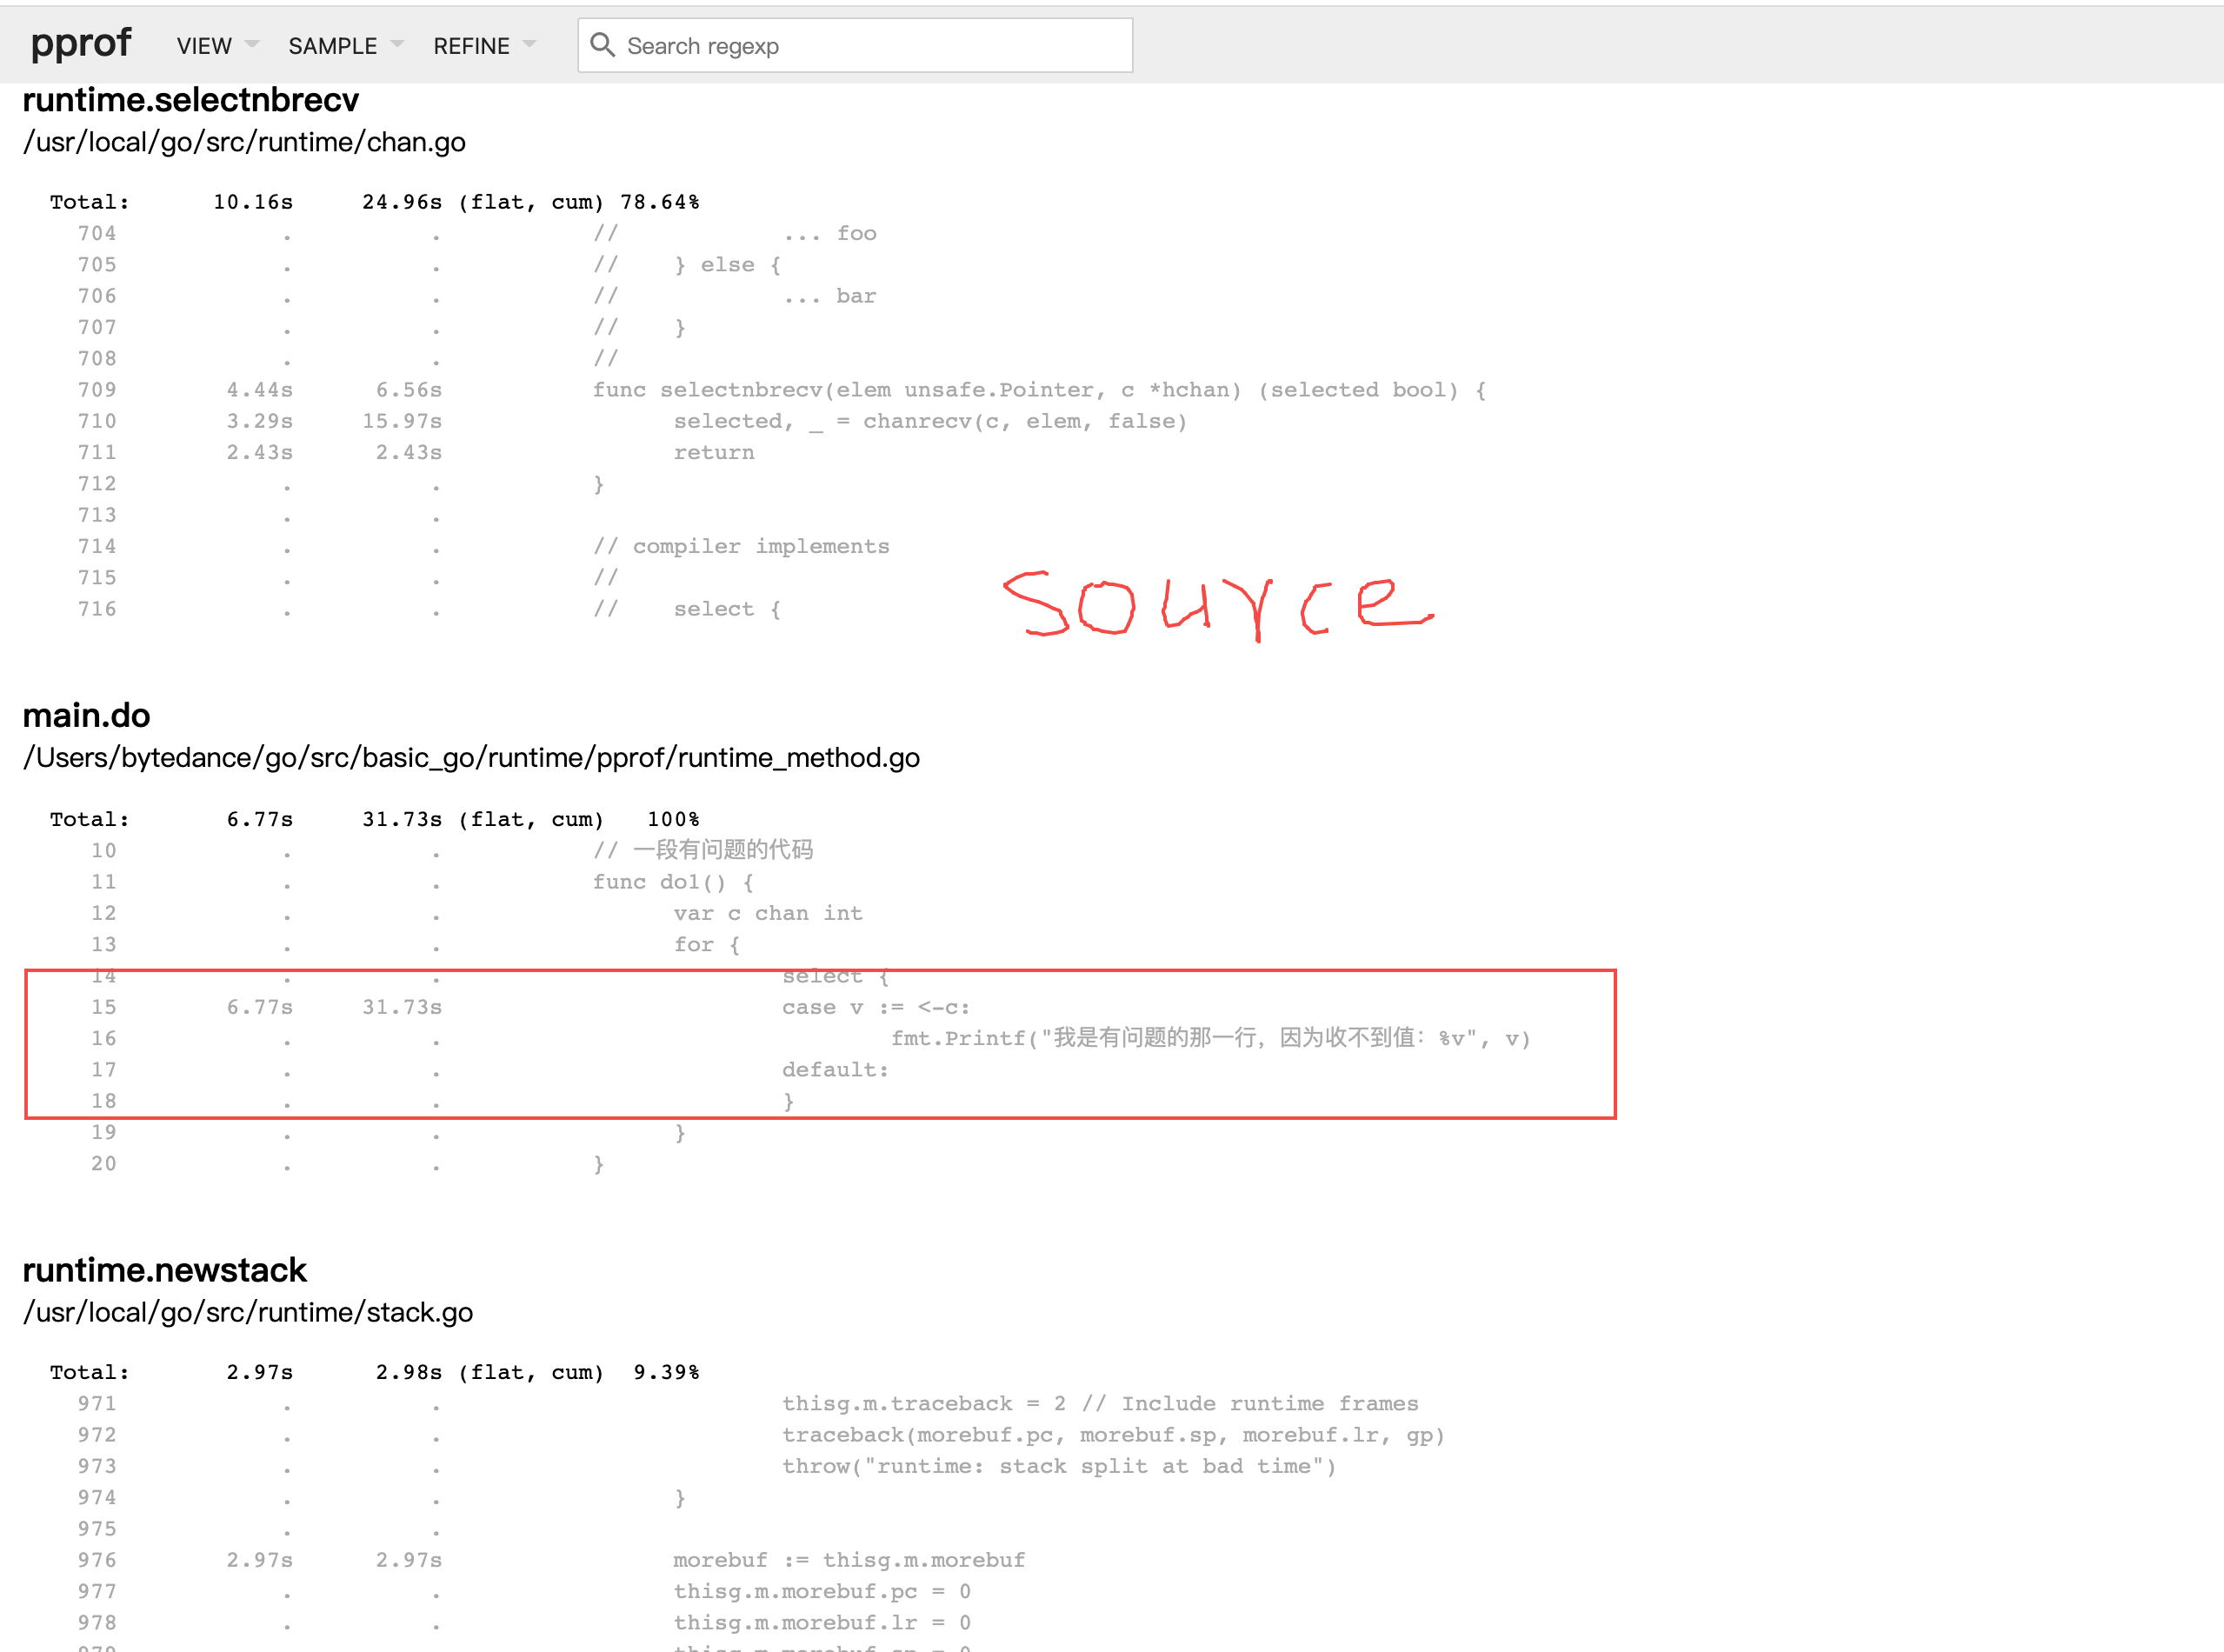 pprof VIEW SAMPLE REFINE Search regexp
runtime.selectnbrecv
/usr/local/go/src/runtime/chan.go
Total: 10.16s 24.96s (flat, cum) 78.64%
704 . . // ... foo
705 . . // } else {
706 . . // ... bar
707 . . // }
708 . . //
709 4.44s 6.56s func selectnbrecv(elem unsafe.Pointer, c *hchan) (selected bool) {
710 3.29s 15.97s selected, _ = chanrecv(c, elem, false)
711 2.43s 2.43s return
712 . . }
713 . .
714 . . // compiler implements
715 . . //
716 . . // select {
source
main.do
/Users/bytedance/go/src/basic_go/runtime/pprof/runtime_method.go
Total: 6.77s 31.73s (flat, cum) 100%
10 . . // 一段有问题的代码
11 . . func do1() {
12 . . var c chan int
13 . . for {
14 . . select {
15 6.77s 31.73s case v := <-c:
16 . . fmt.Printf("我是有问题的那一行，因为收不到值：%v", v)
17 . . default:
18 . . }
19 . . }
20 . . }
runtime.newstack
/usr/local/go/src/runtime/stack.go
Total: 2.97s 2.98s (flat, cum) 9.39%
971 . . thisg.m.traceback = 2 // Include runtime frames
972 . . traceback(morebuf.pc, morebuf.sp, morebuf.lr, gp)
973 . . throw("runtime: stack split at bad time")
974 . . }
975 . .
976 2.97s 2.97s morebuf := thisg.m.morebuf
977 . . thisg.m.morebuf.pc = 0
978 . . thisg.m.morebuf.lr = 0